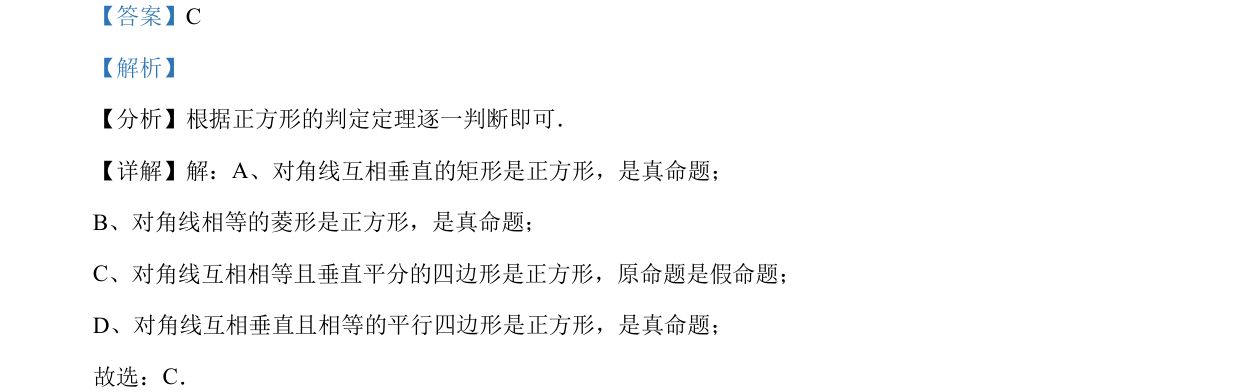 【答案】C
【解析】
【分析】根据正方形的判定定理逐一判断即可．
【详解】解：A、对角线互相垂直的矩形是正方形，是真命题；
B、对角线相等的菱形是正方形，是真命题；
C、对角线互相相等且垂直平分的四边形是正方形，原命题是假命题；
D、对角线互相垂直且相等的平行四边形是正方形，是真命题；
故选：C．